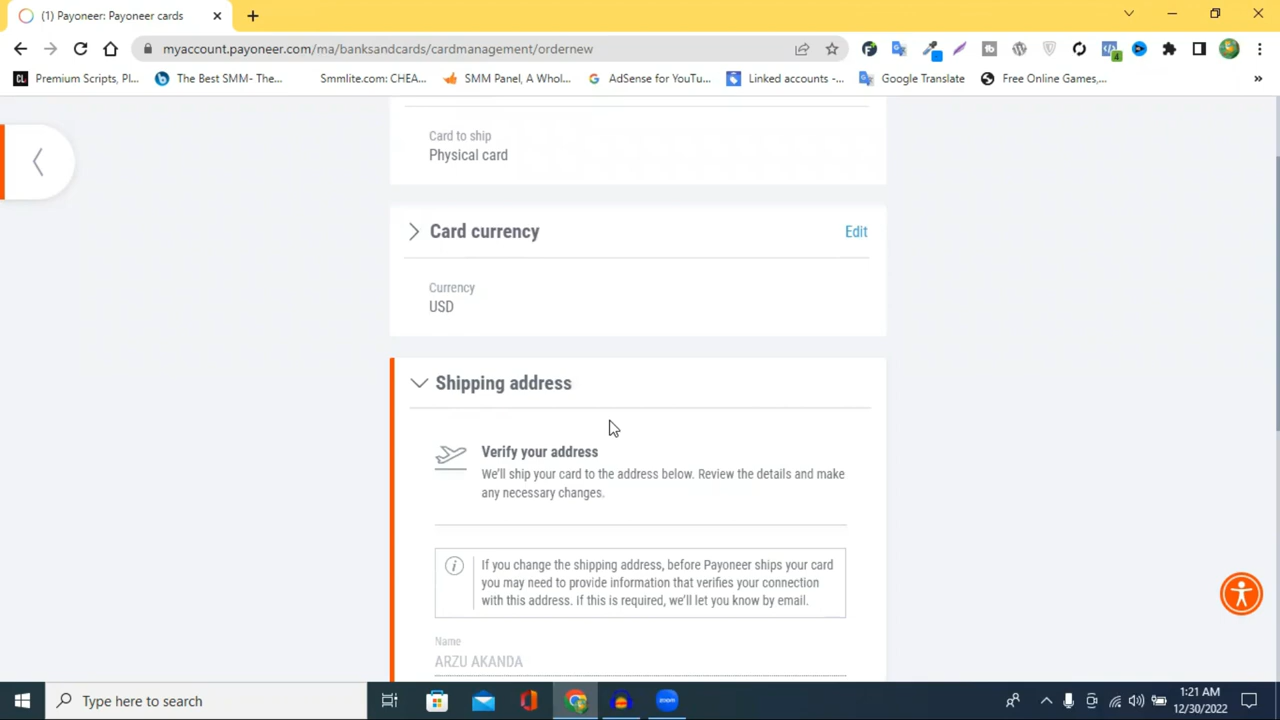 (1) Payoneer: Payoneer cards
myaccount.payoneer.com/ma/banksandcards/cardmanagement/ordernew
4
CL Premium Scripts, Pl...
The Best SMM- The...
Smmlite.com: CHEA...
SMM Panel, A Whol...
AdSense for YouTu...
Linked accounts -...
Google Translate
Free Online Games,...
»
Card to ship
Physical card
Card currency
Edit
Currency
USD
Shipping address
Verify your address
We'll ship your card to the address below. Review the details and make
any necessary changes.
If you change the shipping address, before Payoneer ships your card
you may need to provide information that verifies your connection
with this address. If this is required, we'll let you know by email.
Name
ARZU AKANDA
Type here to search
zoom
1:21 AM
12/30/2022